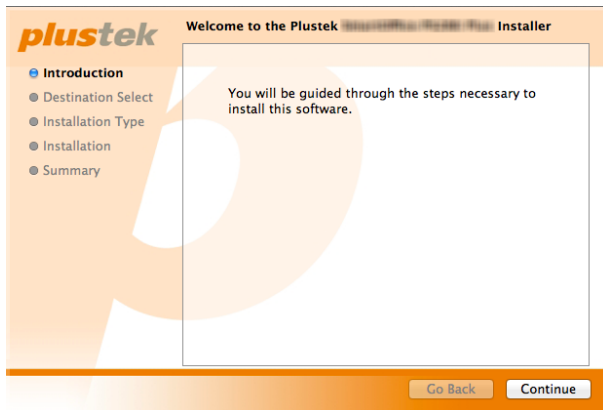 plustek
Welcome to the Plustek Installer
Introduction
Destination Select
Installation Type
Installation
Summary
You will be guided through the steps necessary to
install this software.
Go Back
Continue